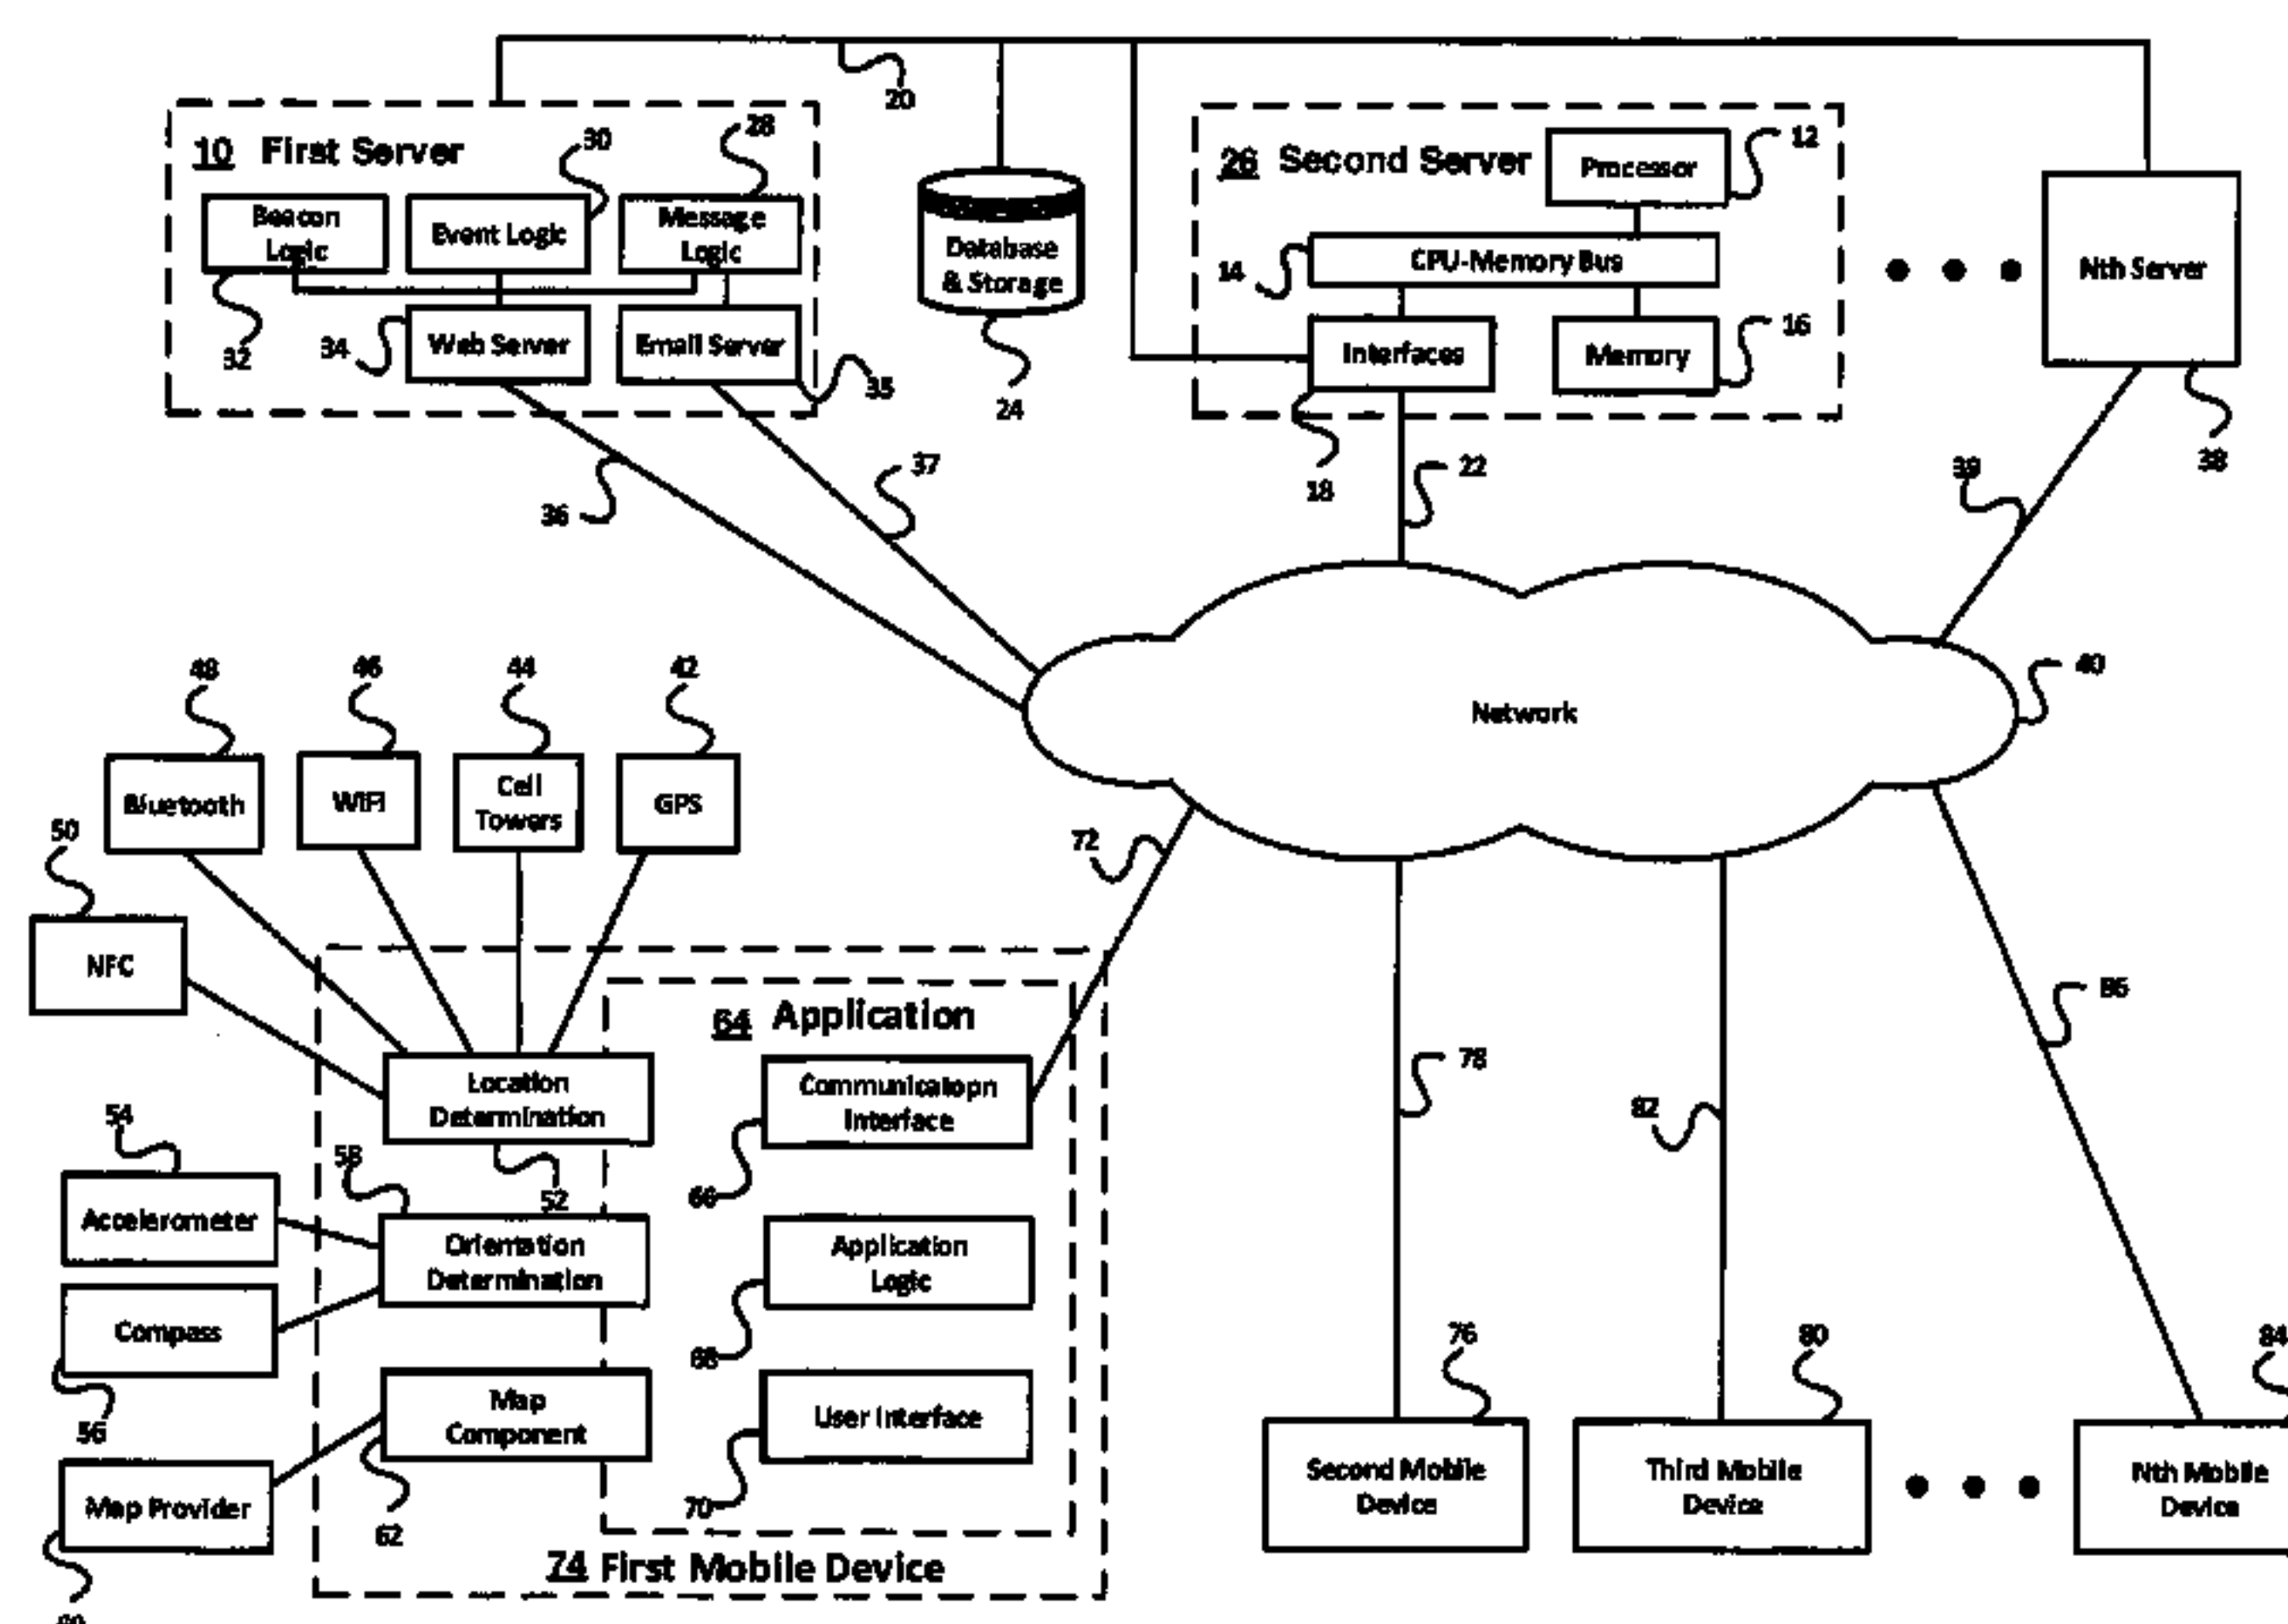 20
10 First Server
30
28
Beacon
Logic
Event Logic
Message
Logic
32
34
Web Server
Email Server
35
Database
& Storage
24
26 Second Server
Processor
12
14
CPU-Memory Bus
Interfaces
Memory
16
18
22
Nth Server
38
39
36
37
Network
40
48
46
44
42
Bluetooth
WiFi
Cell
Towers
GPS
50
NFC
72
64 Application
Location
Determination
52
Communicatopn
Interface
66
54
58
Accelerometer
Orientation
Determination
Application
Logic
68
Compass
56
Map
Component
62
User Interface
70
Map Provider
74 First Mobile Device
78
82
86
76
80
84
Second Mobile
Device
Third Mobile
Device
Nth Mobile
Device